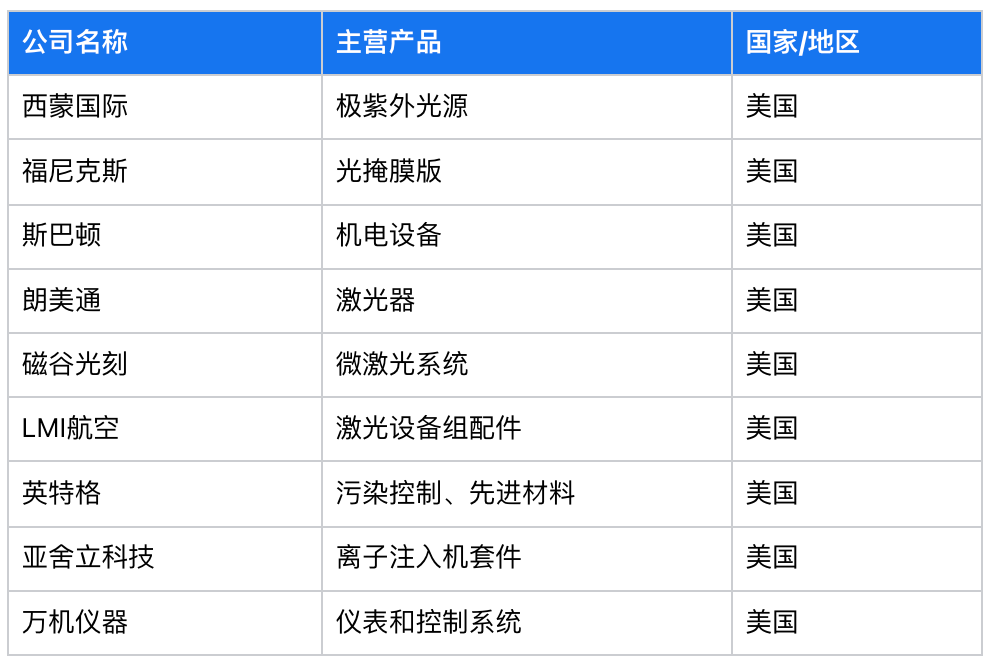 公司名称 主营产品 国家/地区
西蒙国际 极紫外光源 美国
福尼克斯 光掩膜版 美国
斯巴顿 机电设备 美国
朗美通 激光器 美国
磁谷光刻 微激光系统 美国
LMI航空 激光设备组配件 美国
英特格 污染控制、先进材料 美国
亚舍立科技 离子注入机套件 美国
万机仪器 仪表和控制系统 美国